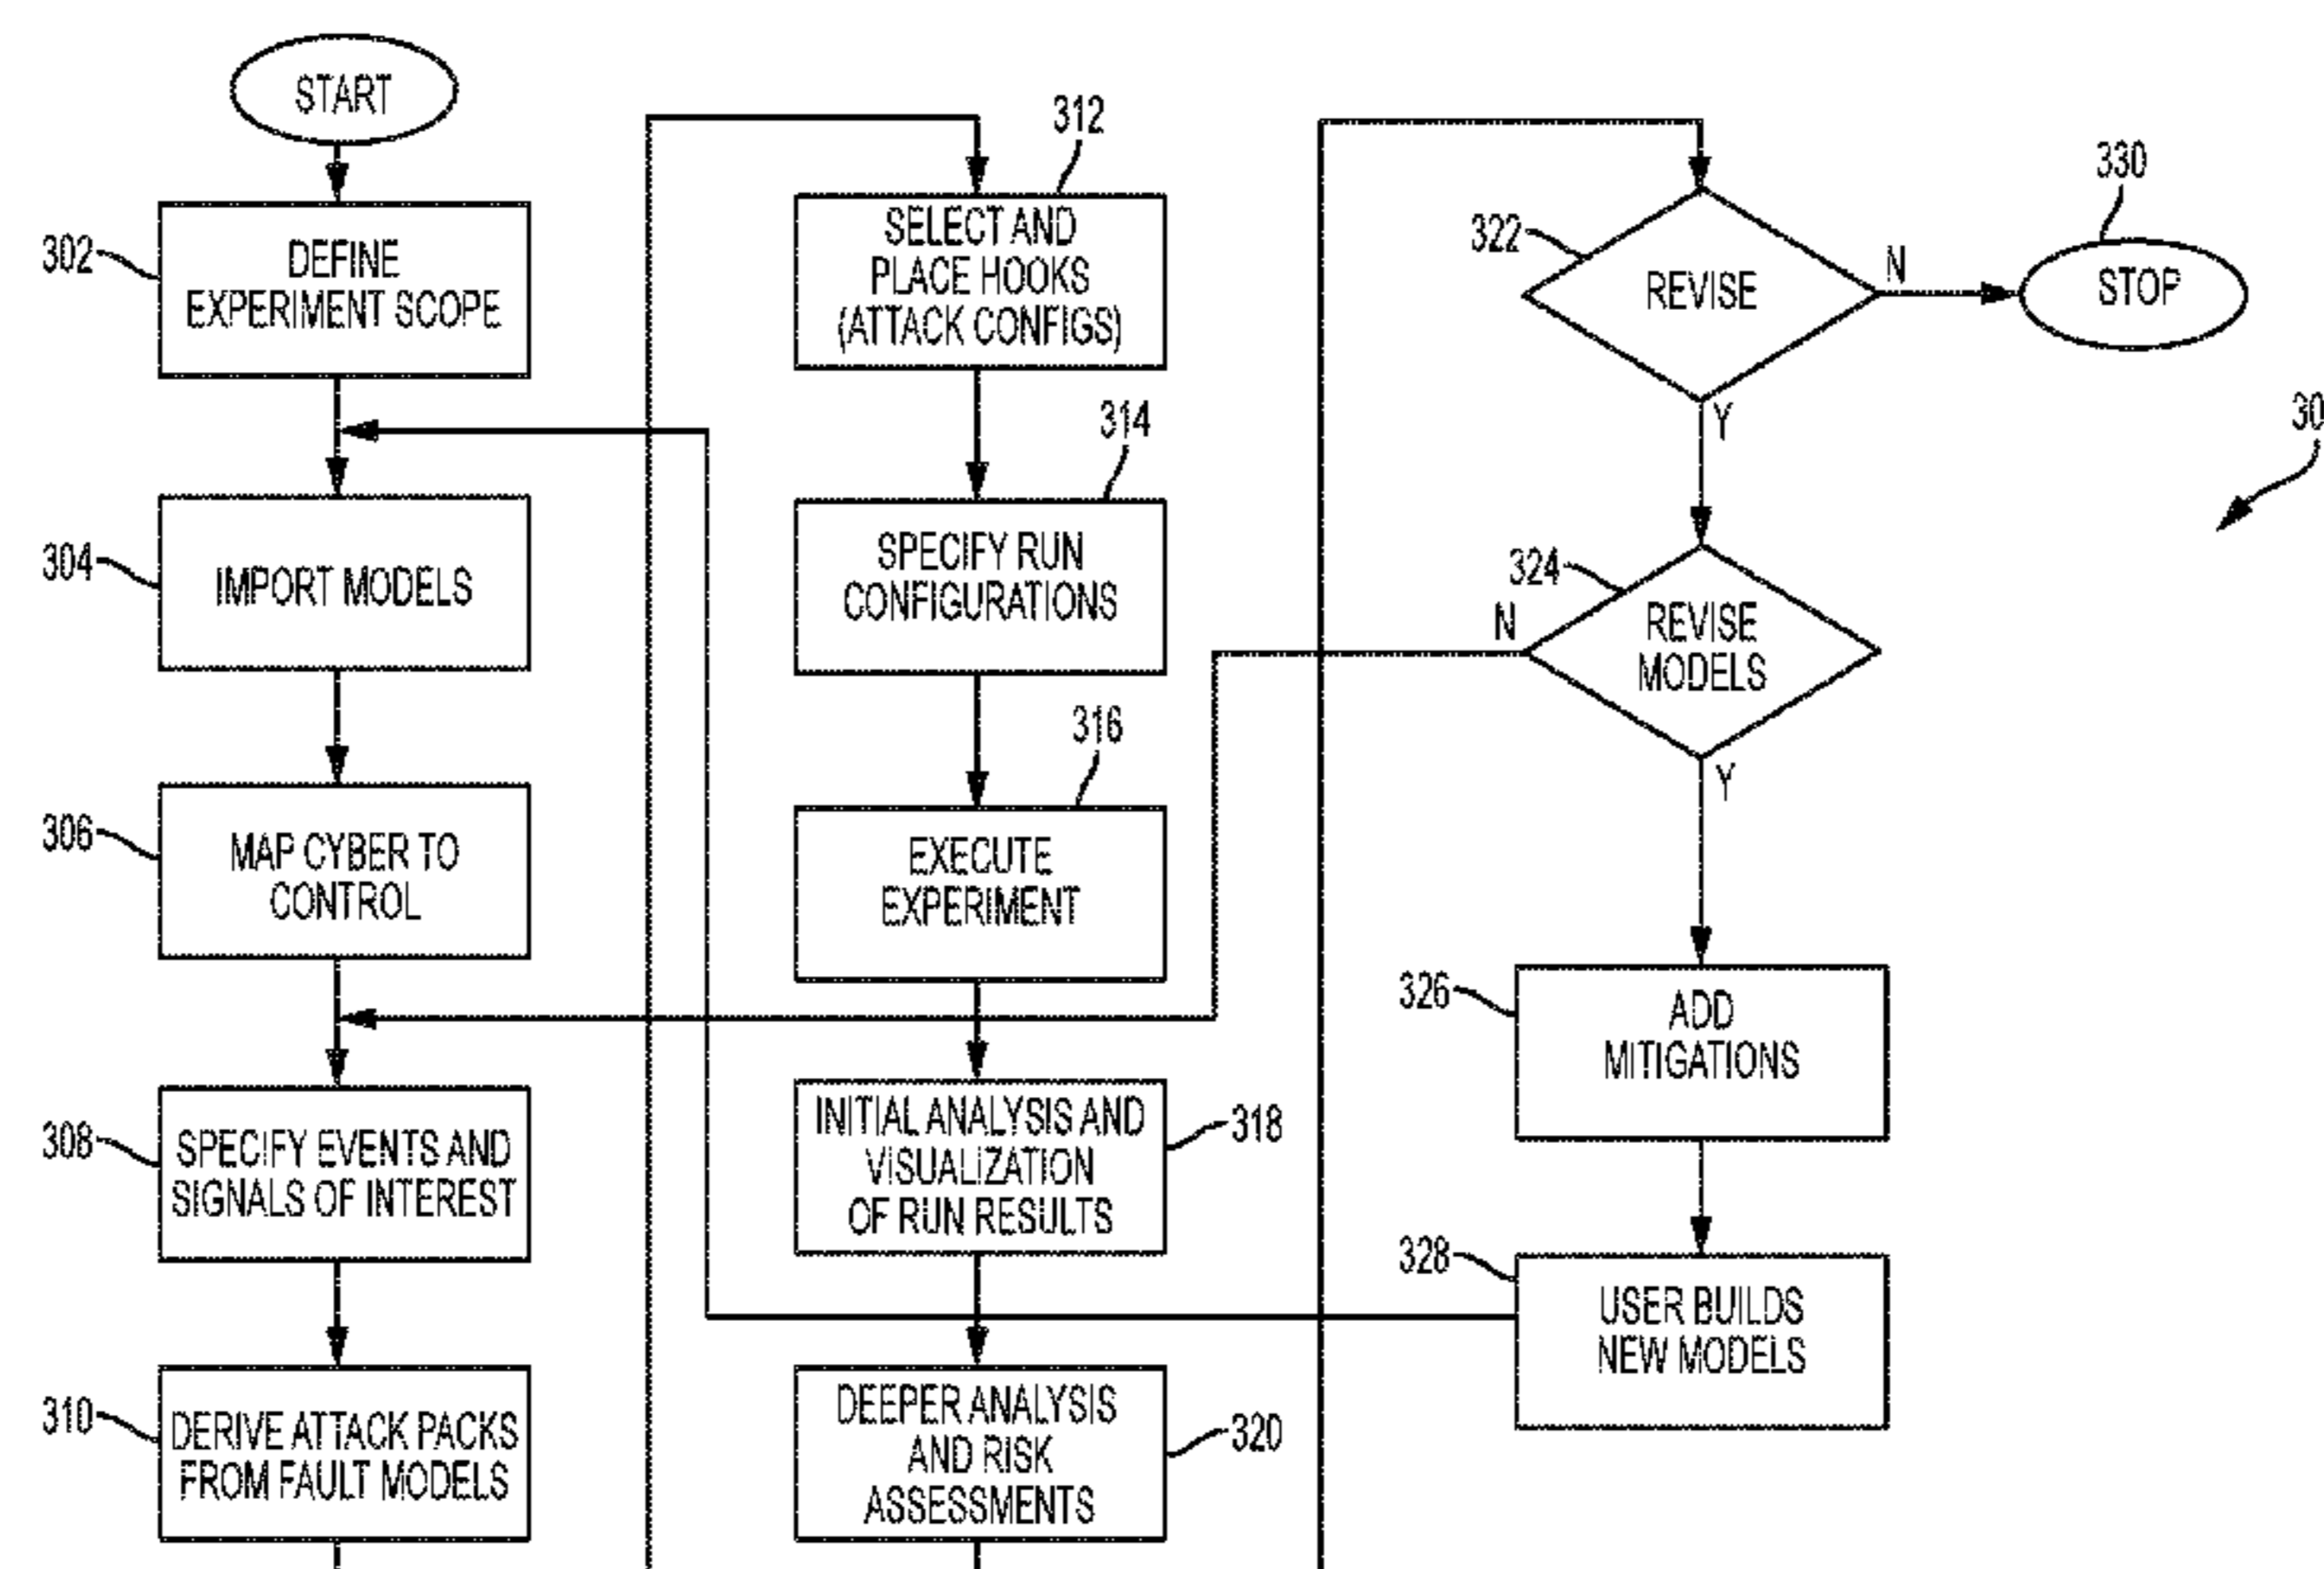 START
302
DEFINE
EXPERIMENT SCOPE
304
IMPORT MODELS
306
MAP CYBER TO
CONTROL
308
SPECIFY EVENTS AND
SIGNALS OF INTEREST
310
DERIVE ATTACK PACKS
FROM FAULT MODELS
312
SELECT AND
PLACE HOOKS
(ATTACK CONFIGS)
314
SPECIFY RUN
CONFIGURATIONS
316
EXECUTE
EXPERIMENT
318
INITIAL ANALYSIS AND
VISUALIZATION
OF RUN RESULTS
320
DEEPER ANALYSIS
AND RISK
ASSESSMENTS
322
REVISE
N
330
STOP
Y
30
324
N
REVISE
MODELS
Y
326
ADD
MITIGATIONS
328
USER BUILDS
NEW MODELS